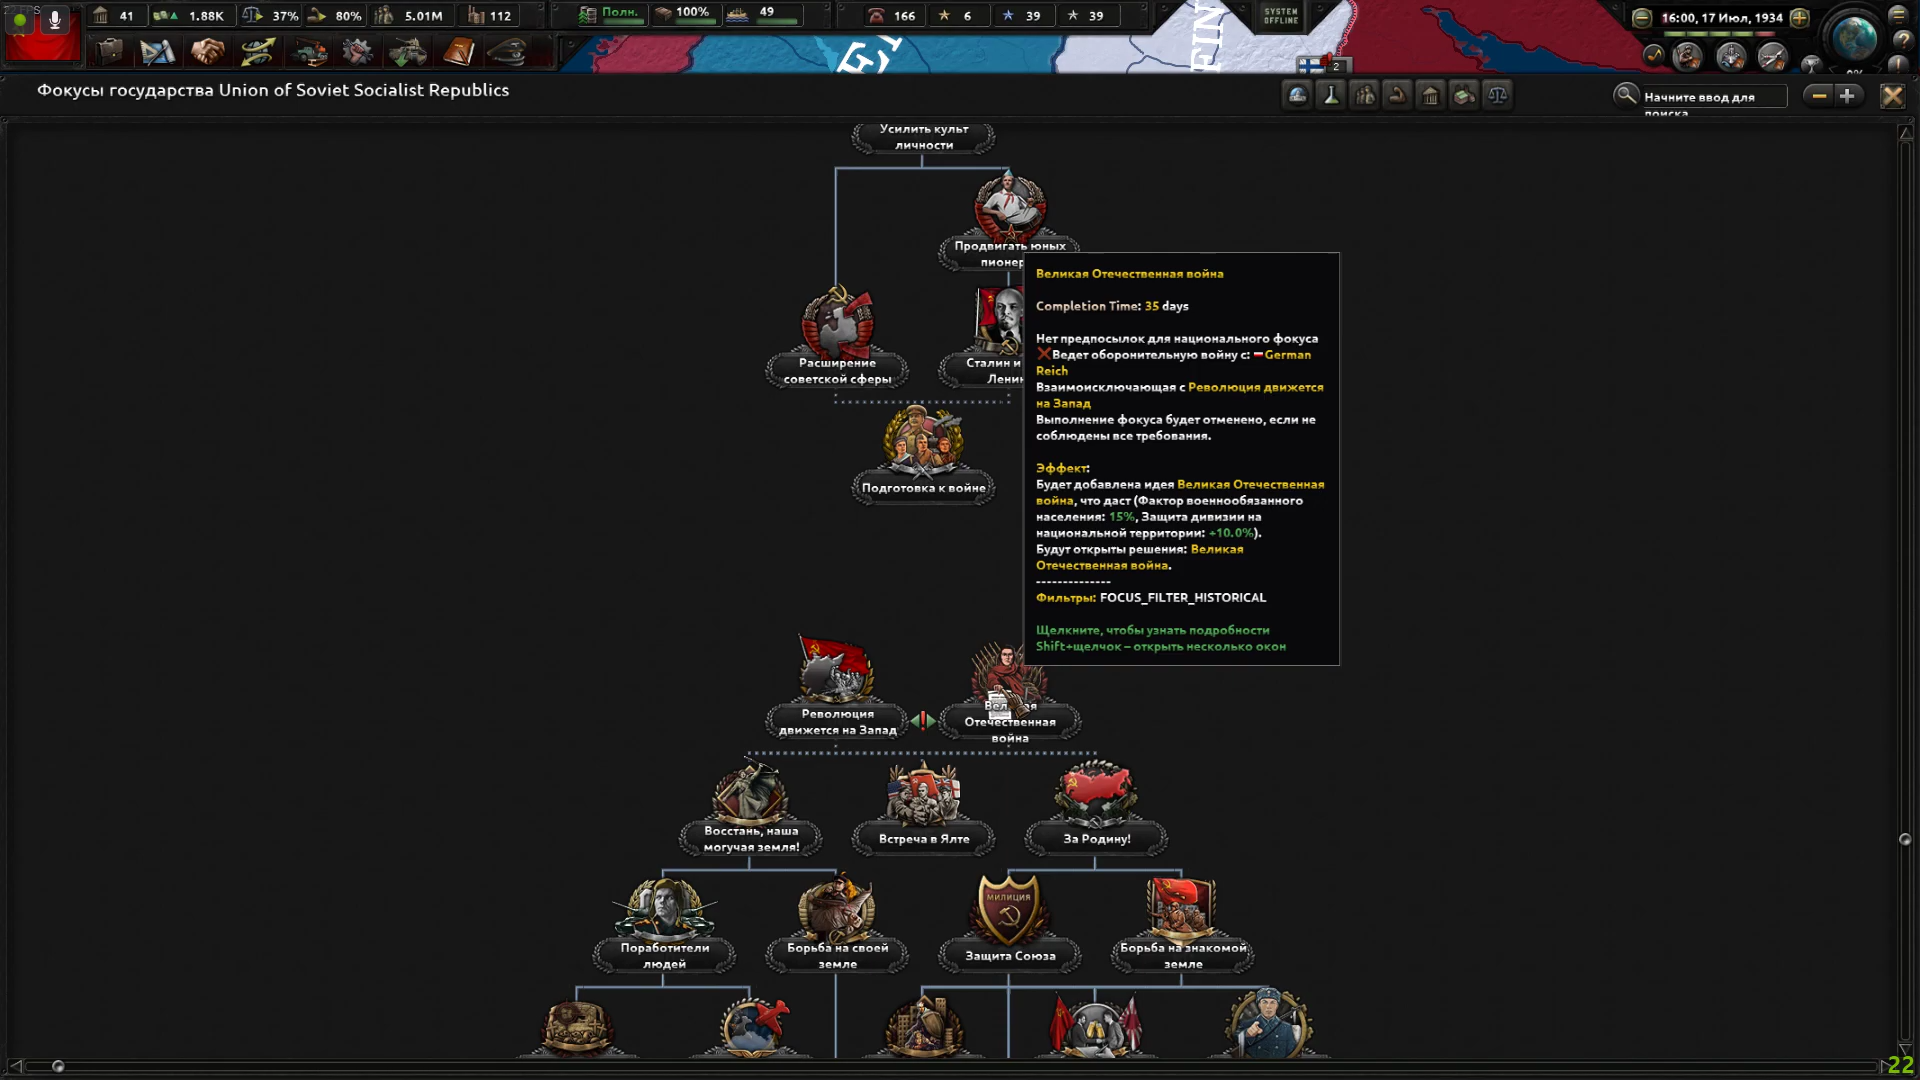 41
1.88K
37%
80%
5.01M
112
Полн.
100%
49
166
6
39
39
SYSTEM
OFFLINE
16:00, 17 Июл, 1934
FIN
2
Фокусы государства Union of Soviet Socialist Republics
Начните ввод для
поиска
Усилить культ
личности
Продвигать юных
пионер
Расширение
советской сферы
Сталин и
Ленин
Подготовка к войне
Великая Отечественная война
Completion Time: 35 days
Нет предпосылок для национального фокуса
Ведет оборонительную войну с: German
Reich
Взаимоисключающая с Революция движется
на Запад
Выполнение фокуса будет отменено, если не
соблюдены все требования.
Эффект:
Будет добавлена идея Великая Отечественная
война, что даст (Фактор военнообязанного
населения: 15%, Защита дивизии на
национальной территории: +10.0%).
Будут открыты решения: Великая
Отечественная война.
--------------
Фильтры: FOCUS_FILTER_HISTORICAL
Щелкните, чтобы узнать подробности
Shift+щелчок – открыть несколько окон
Революция
движется на Запад
Отечественная
война
Восстань, наша
могучая земля!
Встреча в Ялте
За Родину!
Поработители
людей
Борьба на своей
земле
МИЛИЦИЯ
Защита Союза
Борьба на знакомой
земле
22